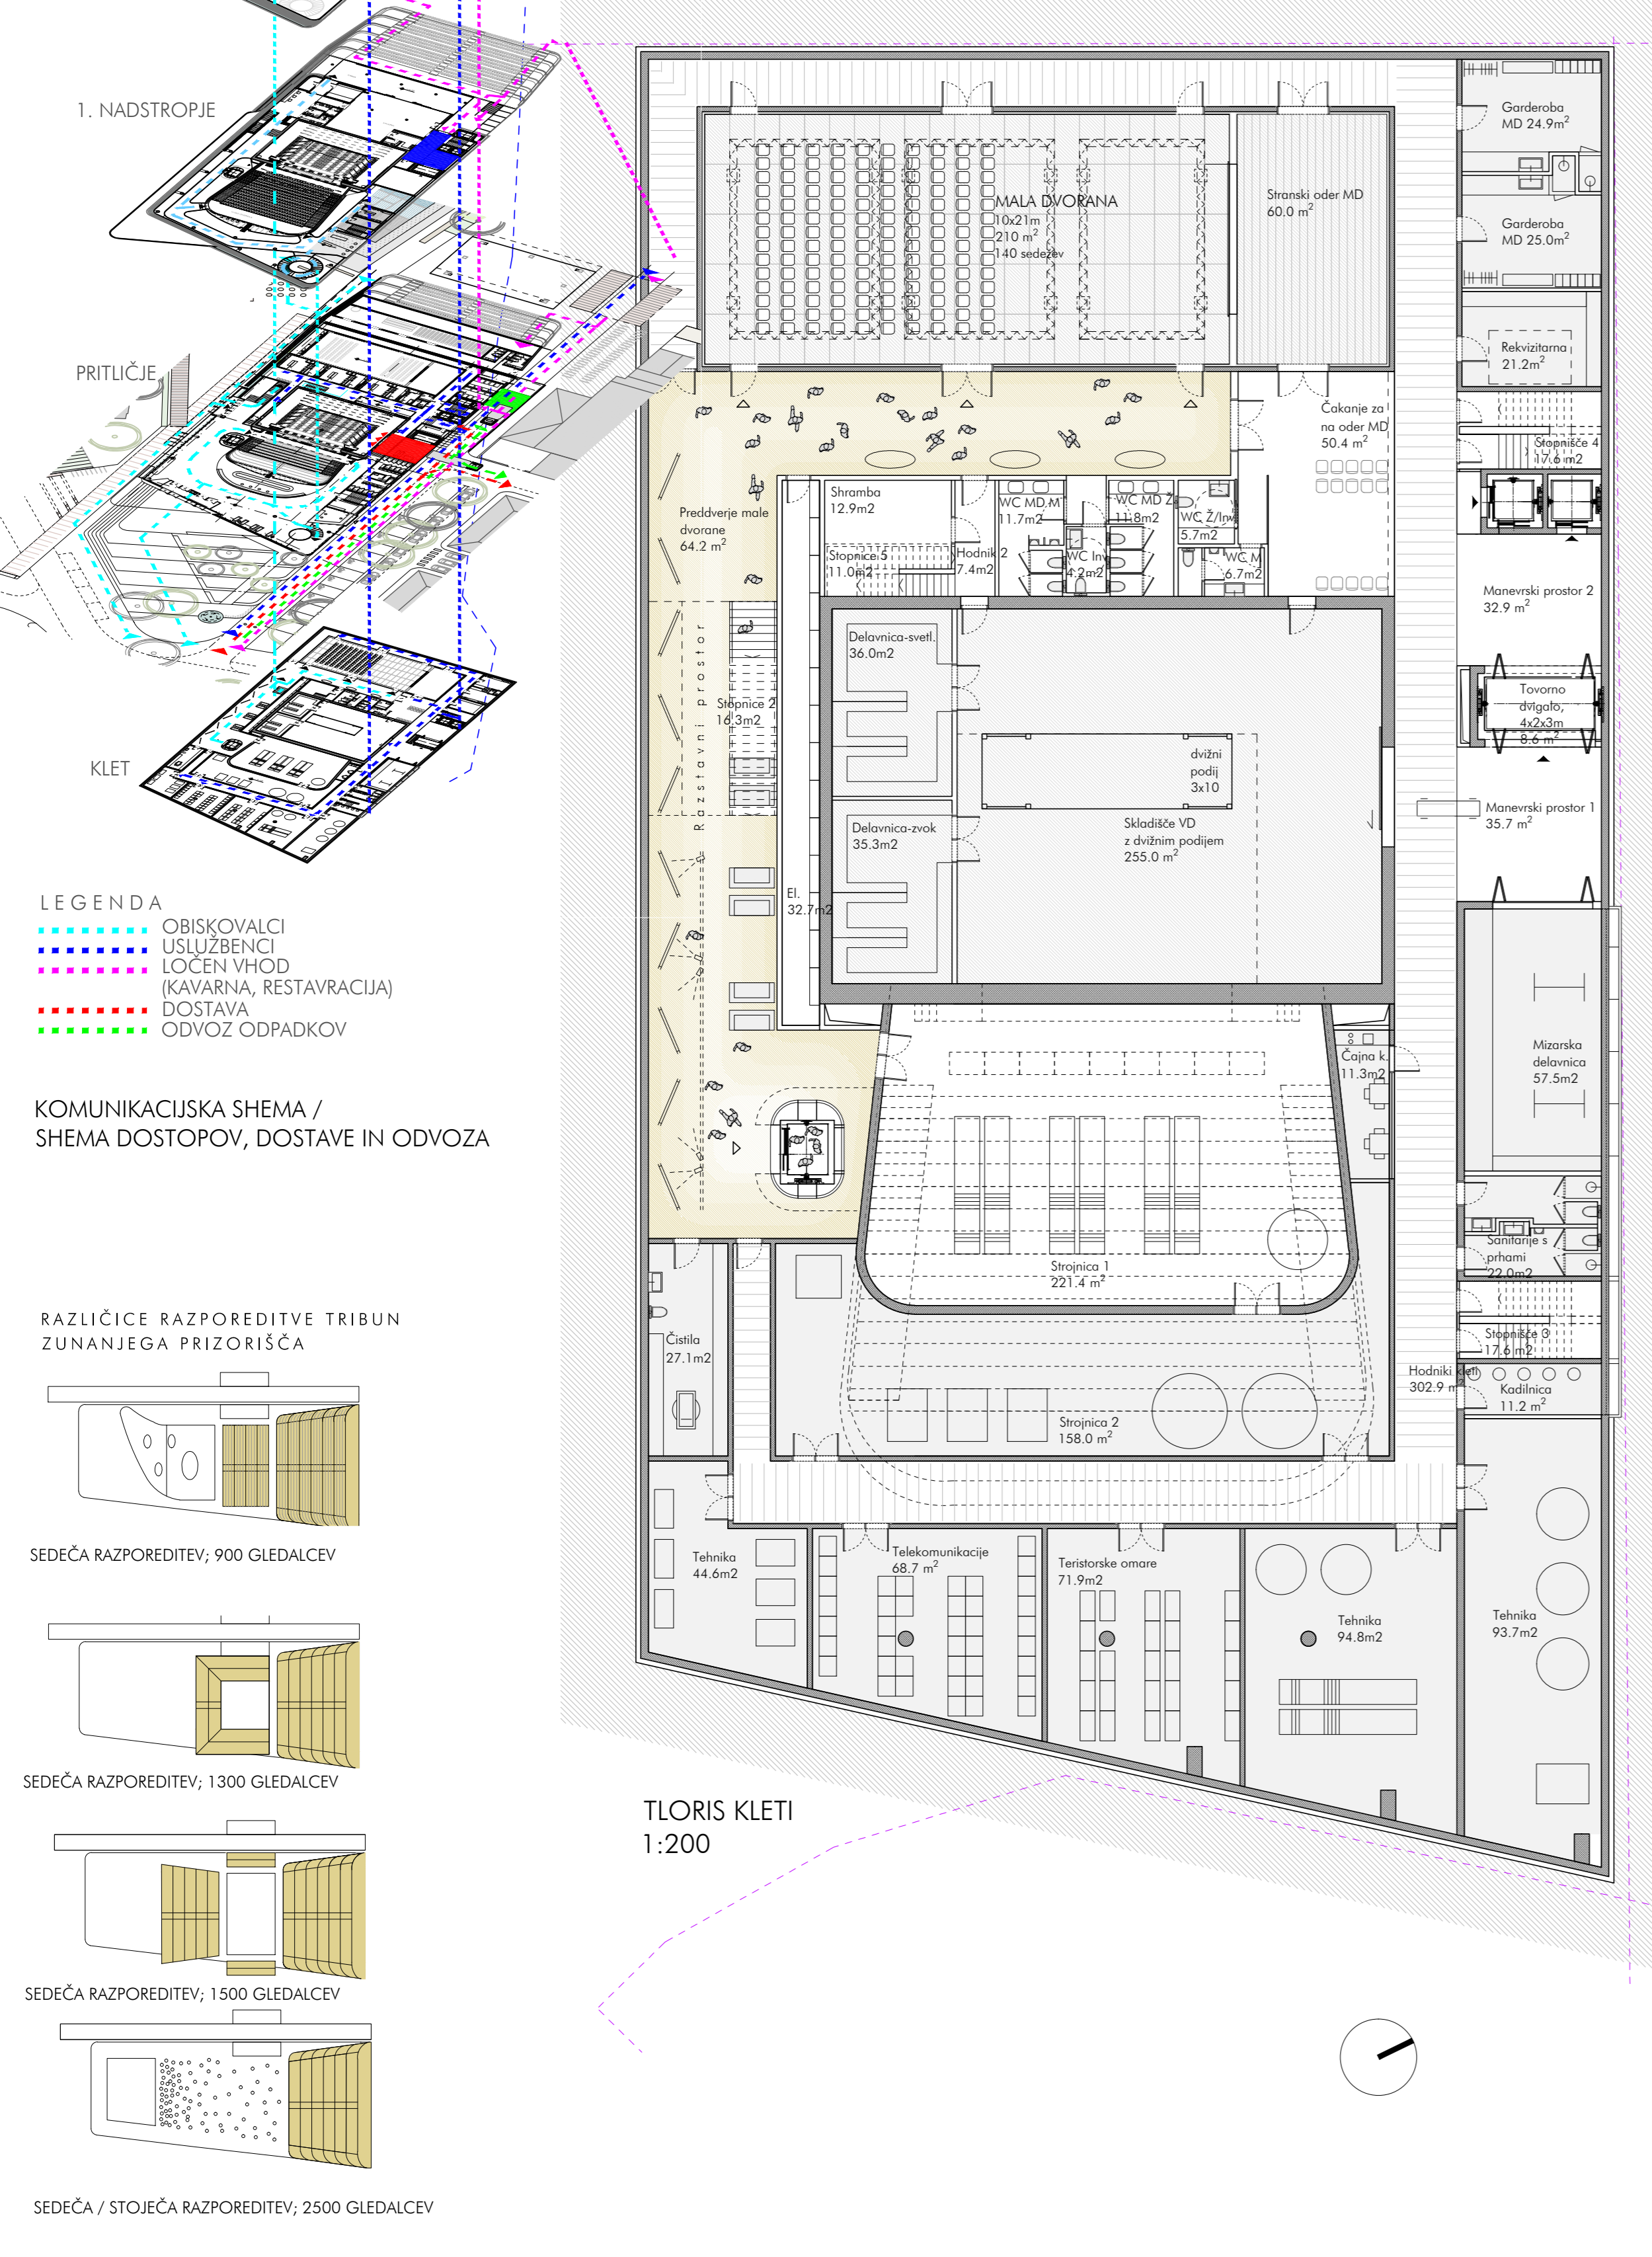 1. NADSTROPJE
PRITLIČJE
KLET
LEGENDA
OBISKOVALCI
USLUŽBENCI
LOČEN VHOD
(KAVARNA, RESTAVRACIJA)
DOSTAVA
ODVOZ ODPADKOV
KOMUNIKACIJSKA SHEMA /
SHEMA DOSTOPOV, DOSTAVE IN ODVOZA
RAZLIČICE RAZPOREDITVE TRIBUN
ZUNANJEGA PRIZORIŠČA
SEDEČA RAZPOREDITEV; 900 GLEDALCEV
SEDEČA RAZPOREDITEV; 1300 GLEDALCEV
SEDEČA RAZPOREDITEV; 1500 GLEDALCEV
SEDEČA / STOJEČA RAZPOREDITEV; 2500 GLEDALCEV
MALA DVORANA
10x21m
210 m²
140 sedežev
Stranski oder MD
60.0 m²
Garderoba
MD 24.9m²
Garderoba
MD 25.0m²
Rekvizitarna
21.2m²
Čakanje za
na oder MD
50.4 m²
Stopnišče 4
17.6 m2
Preddverje male
dvorane
64.2 m²
Shramba
12.9m2
Stopnice 5
11.0m2
Hodnik 2
7.4m2
WC MD M
11.7m2
WC Inv
4.2m2
WC MD Ž
11.8m2
WC Ž/Inv
5.7m2
WC M
6.7m2
Manevrski prostor 2
32.9 m²
Delavnica-svetl.
36.0m2
Razstavni prostor
Stopnice 2
16.3m2
Tovorno
dvigalo,
4x2x3m
8.6 m²
dvižni
podij
3x10
Manevrski prostor 1
35.7 m²
Delavnica-zvok
35.3m2
Skladišče VD
z dvižnim podijem
255.0 m²
El.
32.7m2
Čajna k.
11.3m2
Mizarska
delavnica
57.5m2
Sanitarije s
prhami
22.0m2
Strojnica 1
221.4 m²
Čistila
27.1m2
Stopnišče 3
17.6 m2
Hodniki kleti
302.9 m²
Kadilnica
11.2 m²
Strojnica 2
158.0 m²
Tehnika
44.6m2
Telekomunikacije
68.7 m²
Teristorske omare
71.9m2
Tehnika
94.8m2
Tehnika
93.7m2
TLORIS KLETI
1:200